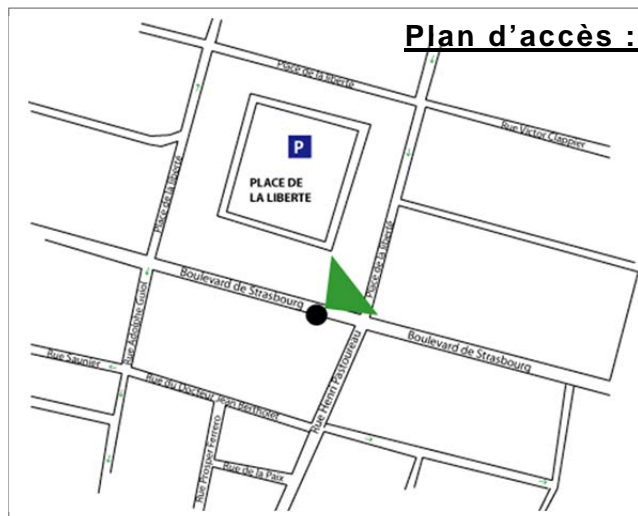 Plan d’accès :
Place de la liberte
Rue Victor Clappier
P
PLACE DE
LA LIBERTE
Place de la liberté
Place de la liberté
Boulevard de Strasbourg
Boulevard de Strasbourg
Rue Adolphe Guiol
Rue Saunier
Rue Henri Pastoureau
Rue du Docteur Jean Berthotet
Rue Prosper Ferrero
Rue de la Paix